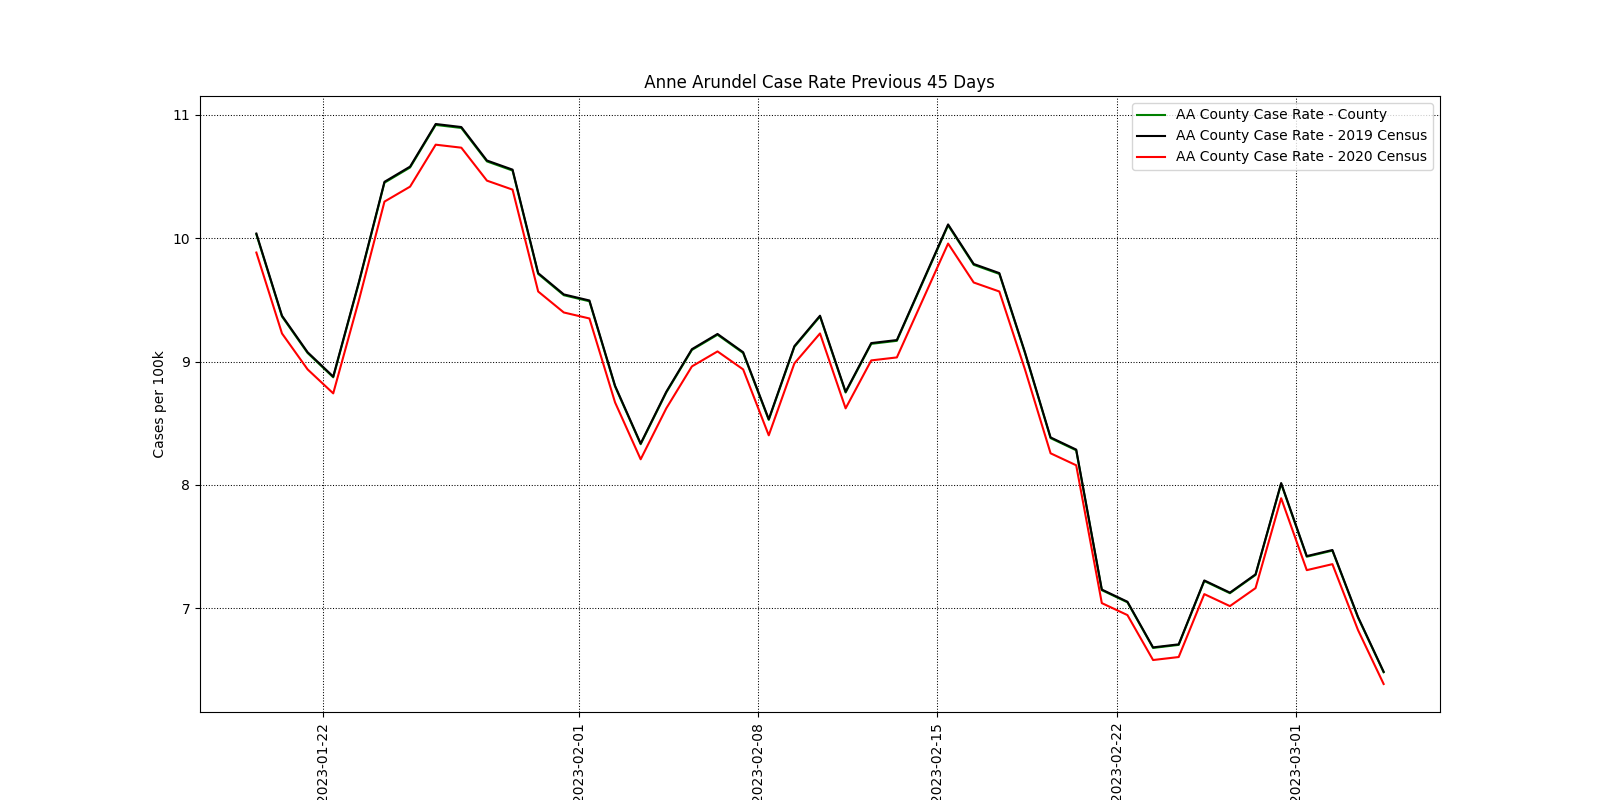 Anne Arundel Case Rate Previous 45 Days
AA County Case Rate - County
AA County Case Rate - 2019 Census
AA County Case Rate - 2020 Census
Cases per 100k
11
10
9
8
7
2023-01-22
2023-02-01
2023-02-08
2023-02-15
2023-02-22
2023-03-01